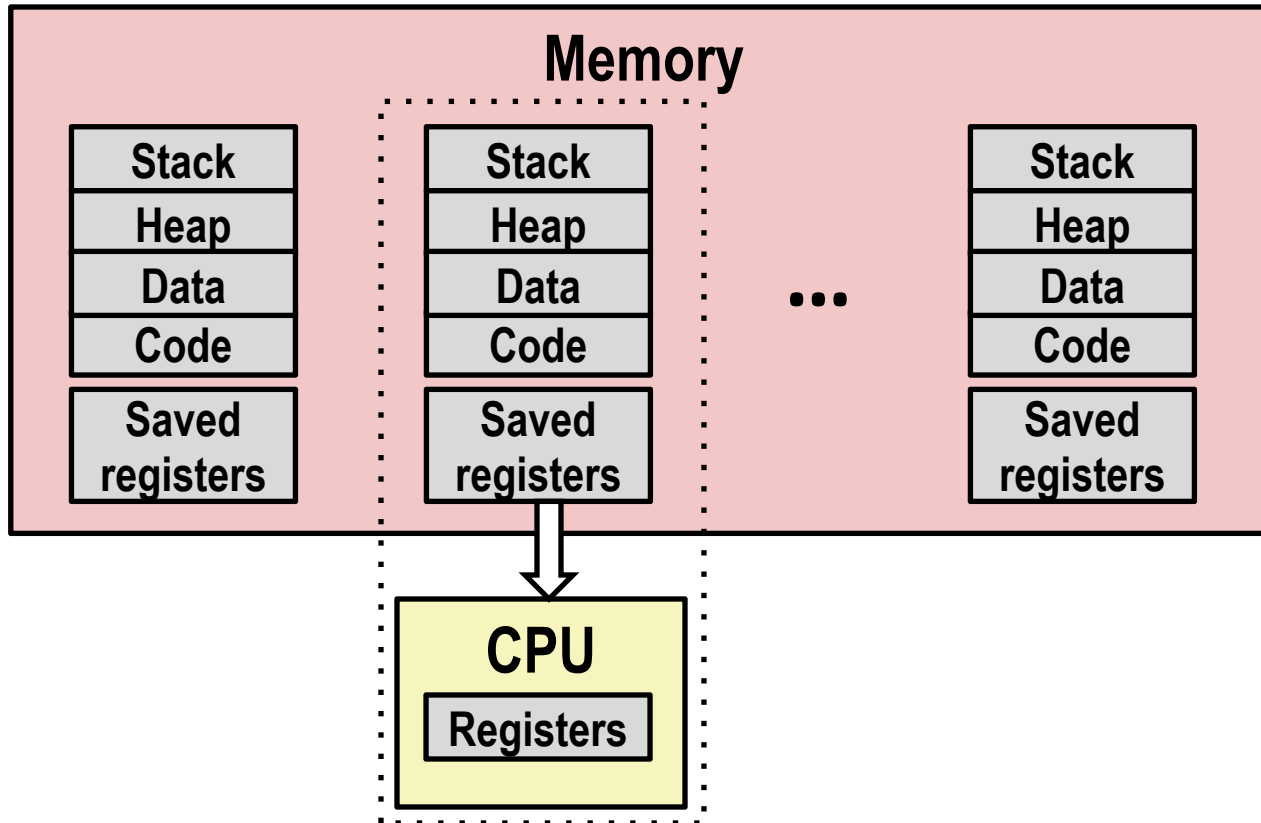 Memory
Stack
Heap
Data
Code
Saved
registers
Stack
Heap
Data
Code
Saved
registers
...
Stack
Heap
Data
Code
Saved
registers
CPU
Registers